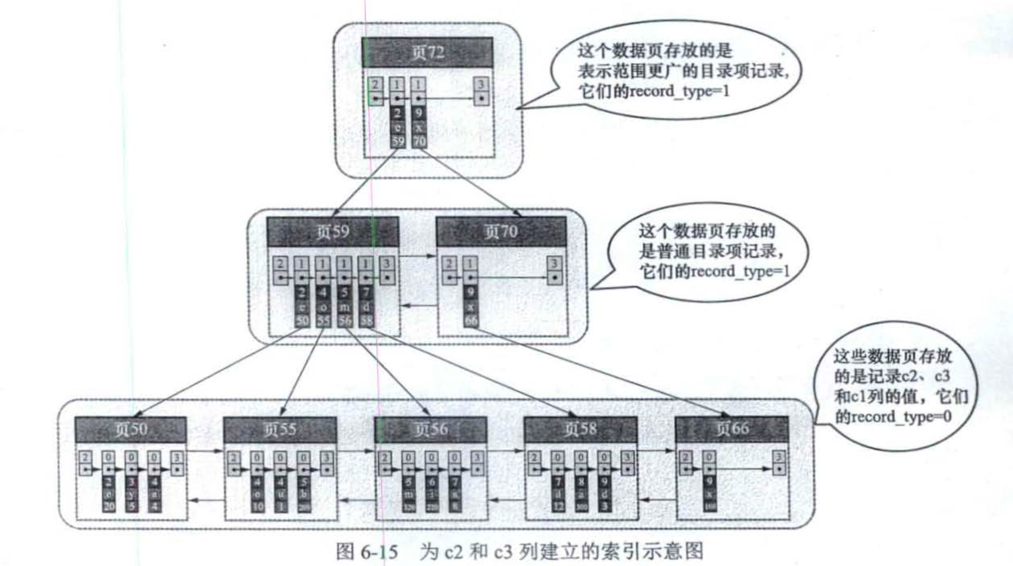 页72
这个数据页存放的是
表示范围更广的目录项记录,
它们的record_type=1
2 1 1 3
2 9
e x
59 70
页59 页70
这个数据页存放的
是普通目录项记录,
它们的record_type=1
2 1 1 1 1 3 2 1 3
2 4 5 7 9
e o m d x
50 55 56 58 66
这些数据页存放
的是记录c2、c3
和c1列的值,它们
的record_type=0
页50 页55 页56 页58 页66
2 0 0 0 3 2 0 0 0 3 2 0 0 0 3 2 0 0 0 3 2 0 3
2 3 4 4 4 5 5 6 7 7 8 9 9
e y a o u b m d a d x
20 5 4 10 1 8 12 3
图 6-15 为 c2 和 c3 列建立的索引示意图